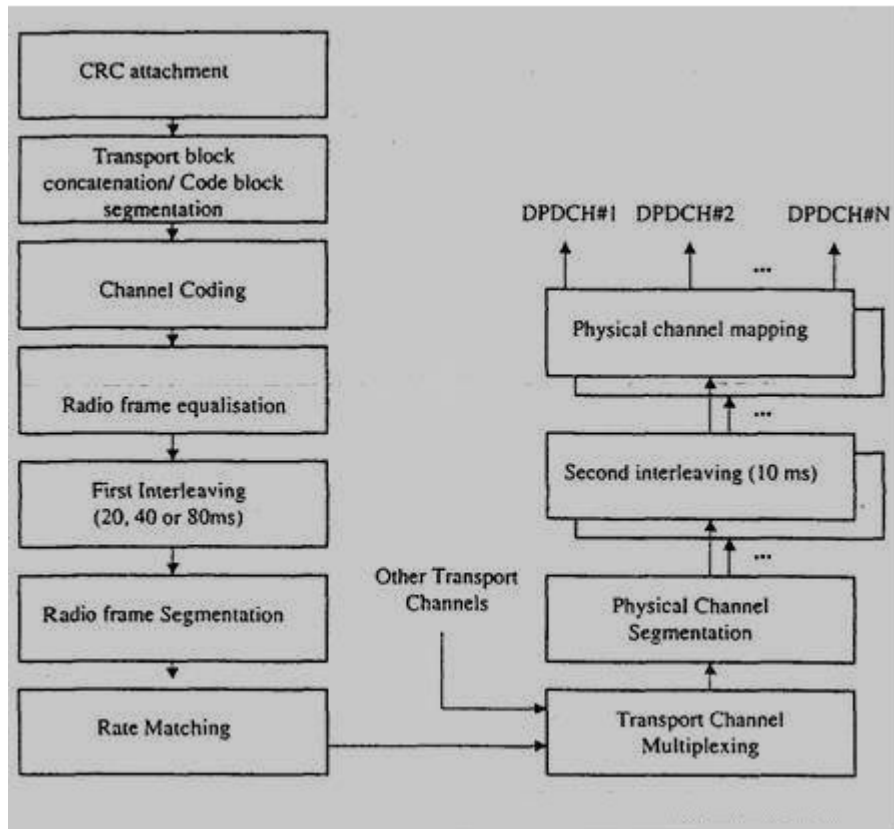 CRC attachment
Transport block
concatenation/ Code block
segmentation
Channel Coding
Radio frame equalisation
First Interleaving
(20, 40 or 80ms)
Radio frame Segmentation
Rate Matching
Other Transport
Channels
DPDCH#1 DPDCH#2 DPDCH#N
...
Physical channel mapping
...
Second interleaving (10 ms)
...
Physical Channel
Segmentation
Transport Channel
Multiplexing